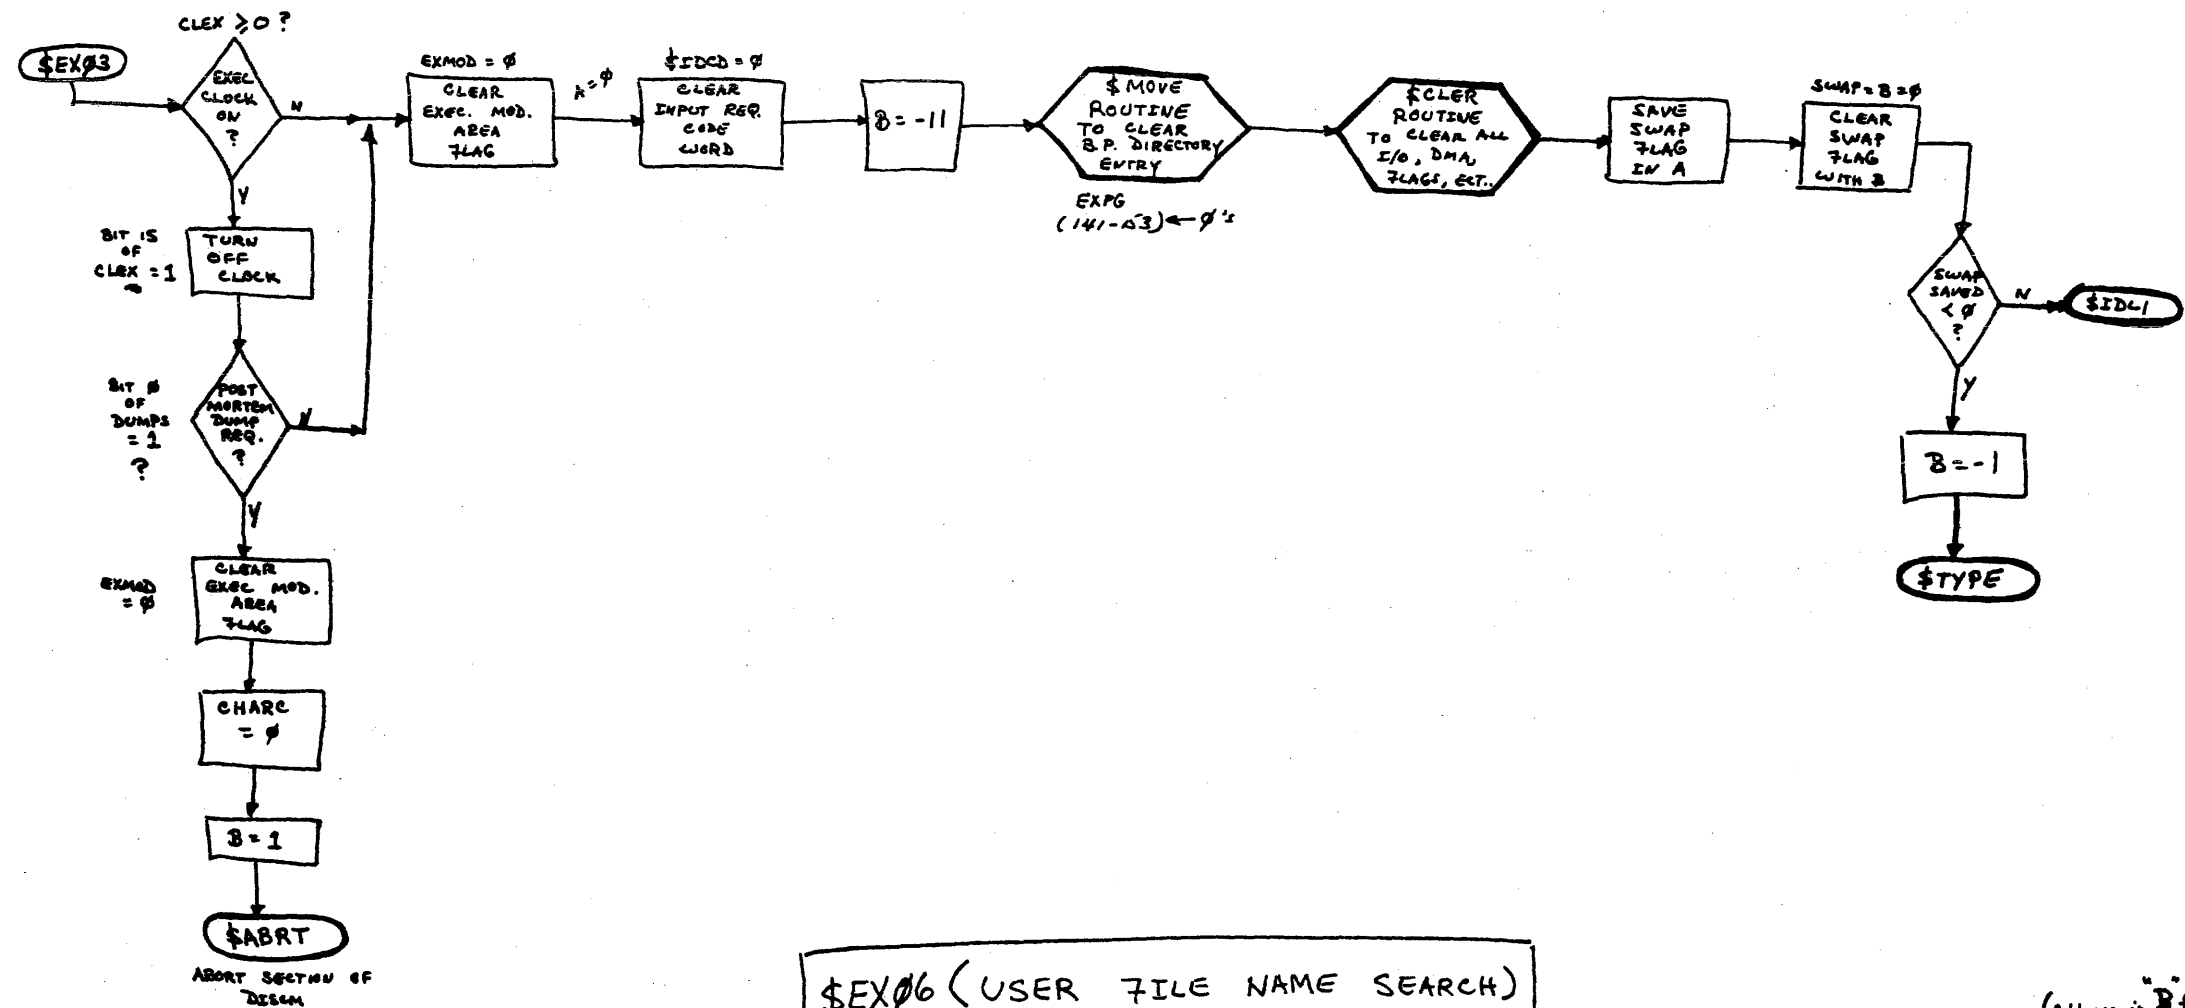 CLEX ≥ 0 ?
$EXØ3
EXEC
CLOCK
ON
?
N
Y
BIT 15
OF
CLEX = 1
TURN
OFF
CLOCK
BIT Ø
OF
DUMPS
= 1
?
POST
MORTEM
DUMP
REQ.
?
Y
EXMOD
= Ø
CLEAR
EXEC MOD.
AREA
FLAG
CHARC
= Ø
B = 1
$ABRT
ABORT SECTION OF
EXMOD = Ø
CLEAR
EXEC. MOD.
AREA
FLAG
A = Ø
$IDCD = Ø
CLEAR
INPUT REQ.
CODE
WORD
B = -11
$MOVE
ROUTINE
TO CLEAR
B.P. DIRECTORY
ENTRY
EXPG
← Ø's
$CLER
ROUTINE
TO CLEAR ALL
I/O, DMA,
FLAGS, ECT..
SAVE
SWAP
FLAG
IN A
SWAP = B = Ø
CLEAR
SWAP
FLAG
WITH B
SWAP
SAVED
< Ø
?
N
$IDL1
Y
B = -1
$TYPE
$EXØ6 (USER FILE NAME SEARCH)